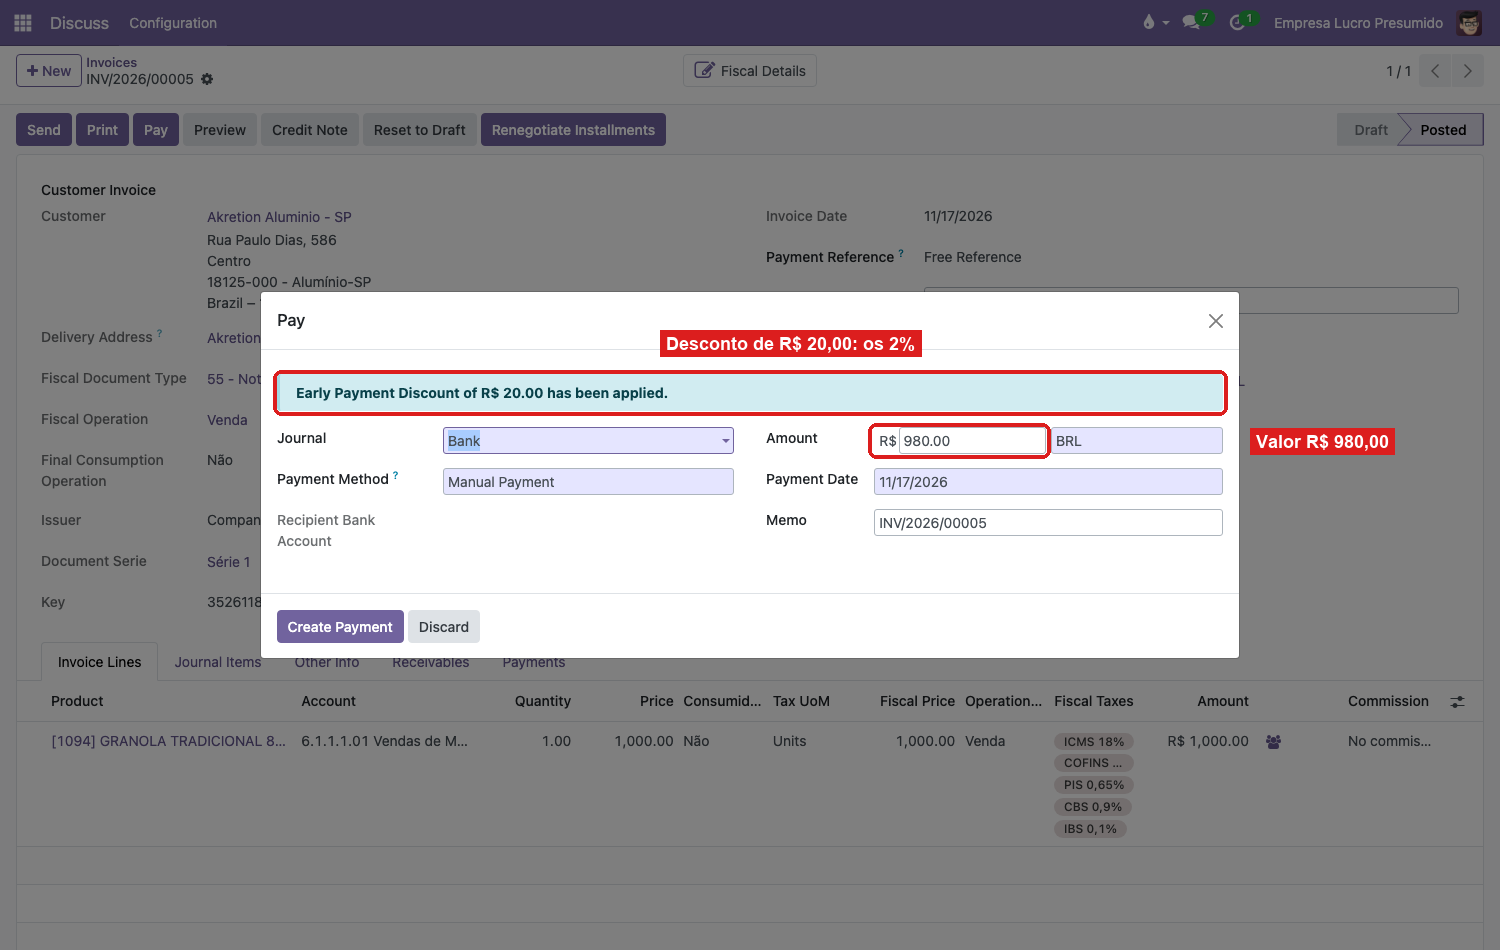 Discuss
Configuration
7
1
Empresa Lucro Presumido
New
Invoices
INV/2026/00005
Fiscal Details
1 / 1
Send
Print
Pay
Preview
Credit Note
Reset to Draft
Renegotiate Installments
Draft
Posted
Customer Invoice
Customer
Akretion Aluminio - SP
Rua Paulo Dias, 586
Centro
18125-000 - Alumínio-SP
Brazil –
Invoice Date
11/17/2026
Payment Reference ?
Free Reference
Delivery Address ?
Akretion
Fiscal Document Type
55 - Not
Fiscal Operation
Venda
Final Consumption Operation
Não
Issuer
Compan
Document Serie
Série 1
Key
3526118
Pay
Desconto de R$ 20,00: os 2%
Early Payment Discount of R$ 20.00 has been applied.
Journal
Bank
Amount
R$ 980.00
BRL
Valor R$ 980,00
Payment Method ?
Manual Payment
Payment Date
11/17/2026
Recipient Bank Account
Memo
INV/2026/00005
Create Payment
Discard
Invoice Lines
Journal Items
Other Info
Receivables
Payments
Product
Account
Quantity
Price
Consumid...
Tax UoM
Fiscal Price
Operation...
Fiscal Taxes
Amount
Commission
[1094] GRANOLA TRADICIONAL 8...
6.1.1.1.01 Vendas de M...
1.00
1,000.00
Não
Units
1,000.00
Venda
ICMS 18%
COFINS ...
PIS 0,65%
CBS 0,9%
IBS 0,1%
R$ 1,000.00
No commis...